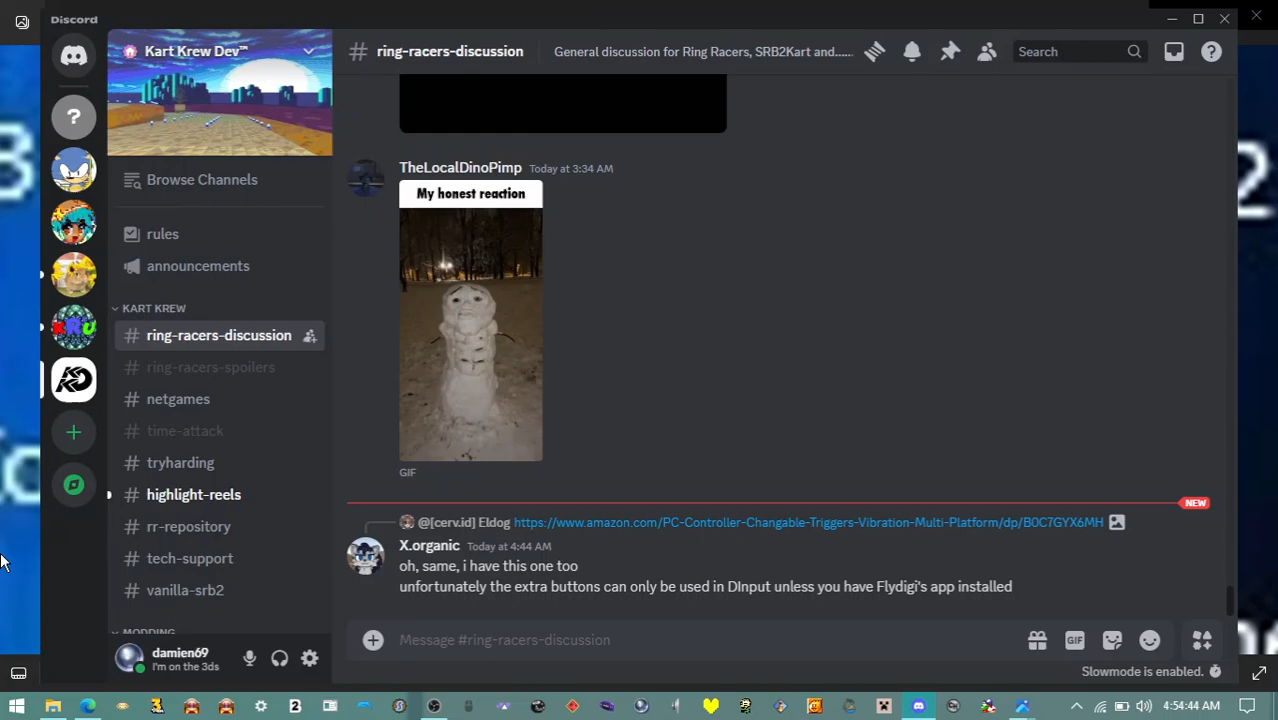 Discord
Kart Krew Dev™
ring-racers-discussion
General discussion for Ring Racers, SRB2Kart and......
Search
Browse Channels
rules
announcements
KART KREW
ring-racers-discussion
ring-racers-spoilers
netgames
time-attack
tryharding
highlight-reels
rr-repository
tech-support
vanilla-srb2
MODDING
damien69
I'm on the 3ds
TheLocalDinoPimp Today at 3:34 AM
My honest reaction
GIF
NEW
@[cerv.id] Eldog https://www.amazon.com/PC-Controller-Changable-Triggers-Vibration-Multi-Platform/dp/B0C7GYX6MH
X.organic Today at 4:44 AM
oh, same, i have this one too
unfortunately the extra buttons can only be used in DInput unless you have Flydigi's app installed
Message #ring-racers-discussion
GIF
Slowmode is enabled.
4:54:44 AM